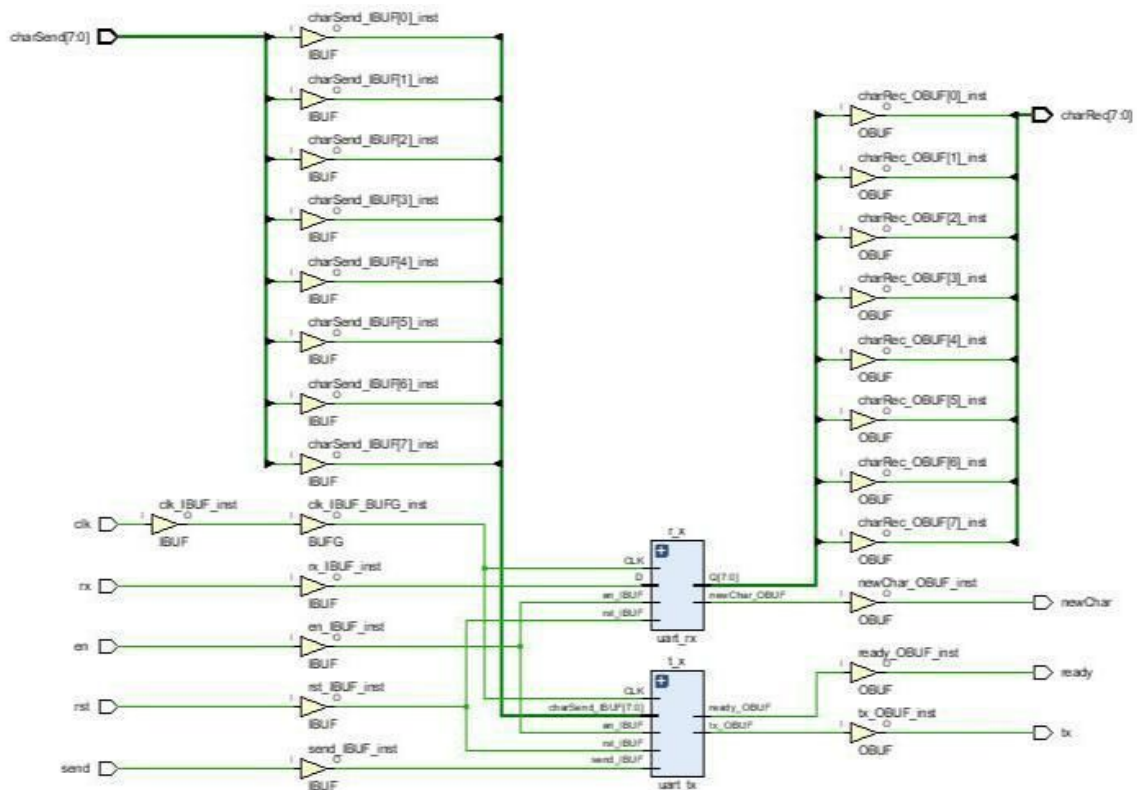 charSend[7:0]
charSend_IBUF[0]_inst
I
O
IBUF
charSend_IBUF[1]_inst
I
O
IBUF
charSend_IBUF[2]_inst
I
O
IBUF
charSend_IBUF[3]_inst
I
O
IBUF
charSend_IBUF[4]_inst
I
O
IBUF
charSend_IBUF[5]_inst
I
O
IBUF
charSend_IBUF[6]_inst
I
O
IBUF
charSend_IBUF[7]_inst
I
O
IBUF
clk
clk_IBUF_inst
I
O
IBUF
clk_IBUF_BUFG_inst
I
O
BUFG
rx
rx_IBUF_inst
I
O
IBUF
en
en_IBUF_inst
I
O
IBUF
rst
rst_IBUF_inst
I
O
IBUF
send
send_IBUF_inst
I
O
IBUF
r_x
CLK
D
en_IBUF
rst_IBUF
Q[7:0]
newChar_OBUF
uart_rx
t_x
CLK
charSend_IBUF[7:0]
en_IBUF
rst_IBUF
send_IBUF
ready_OBUF
tx_OBUF
uart_tx
charRec_OBUF[0]_inst
I
O
OBUF
charRec[7:0]
charRec_OBUF[1]_inst
I
O
OBUF
charRec_OBUF[2]_inst
I
O
OBUF
charRec_OBUF[3]_inst
I
O
OBUF
charRec_OBUF[4]_inst
I
O
OBUF
charRec_OBUF[5]_inst
I
O
OBUF
charRec_OBUF[6]_inst
I
O
OBUF
charRec_OBUF[7]_inst
I
O
OBUF
newChar_OBUF_inst
I
O
OBUF
newChar
ready_OBUF_inst
I
O
OBUF
ready
tx_OBUF_inst
I
O
OBUF
tx